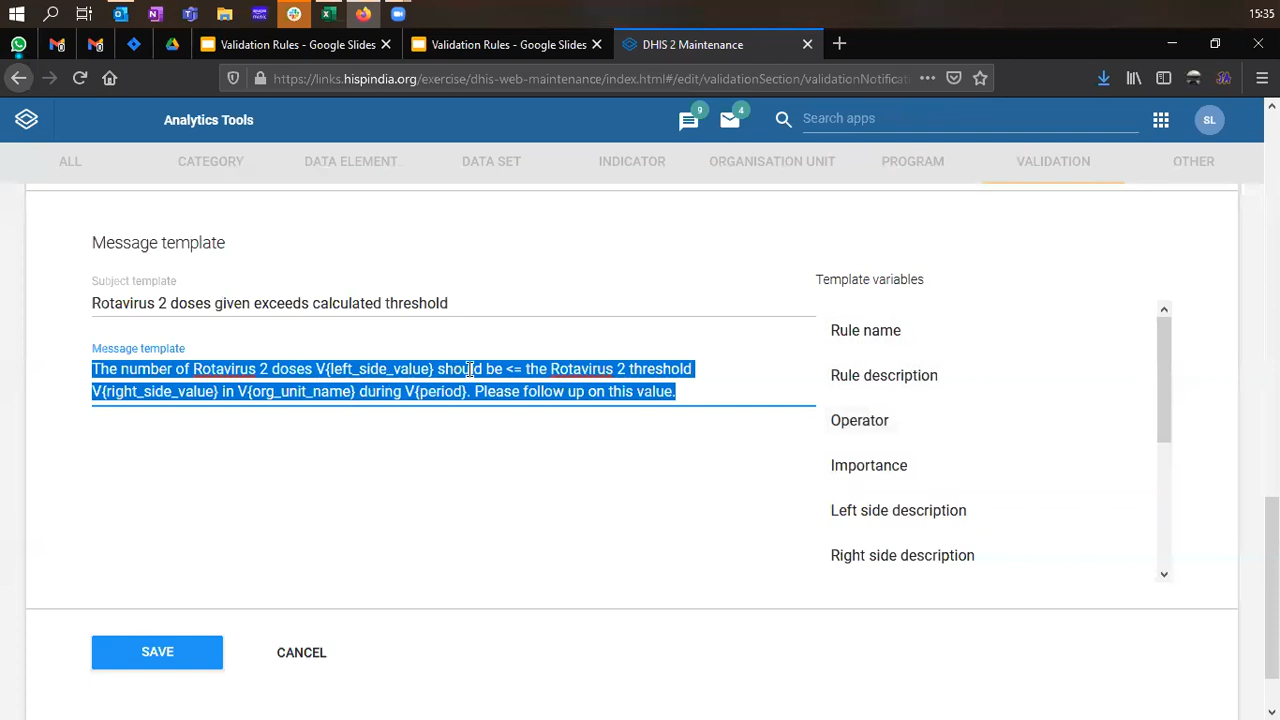 15:35
Validation Rules - Google Slides
Validation Rules - Google Slides
DHIS 2 Maintenance
https://links.hispindia.org/exercise/dhis-web-maintenance/index.html#/edit/validationSection/validationNotificat
Analytics Tools
9
4
Search apps
SL
ALL
CATEGORY
DATA ELEMENT
DATA SET
INDICATOR
ORGANISATION UNIT
PROGRAM
VALIDATION
OTHER
Message template
Subject template
Rotavirus 2 doses given exceeds calculated threshold
Message template
The number of Rotavirus 2 doses V{left_side_value} should be <= the Rotavirus 2 threshold
V{right_side_value} in V{org_unit_name} during V{period}. Please follow up on this value.
Template variables
Rule name
Rule description
Operator
Importance
Left side description
Right side description
SAVE
CANCEL